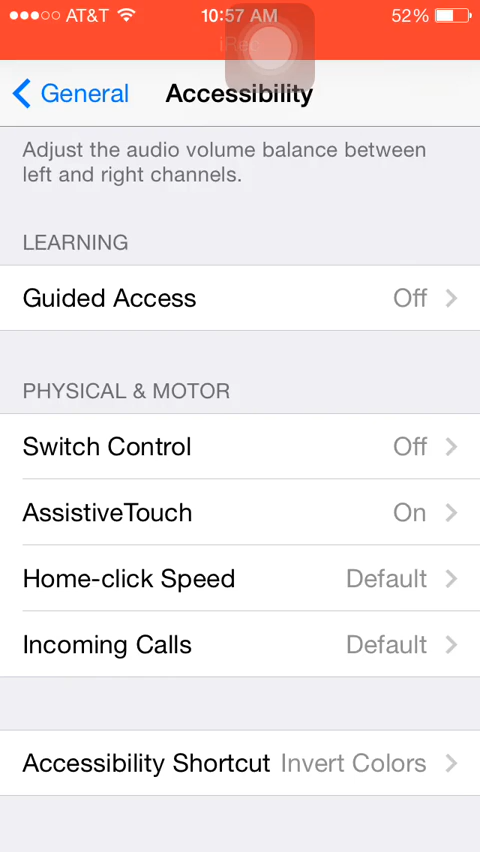 AT&T 10:57 AM 52%
iRec
General Accessibility
Adjust the audio volume balance between
left and right channels.
LEARNING
Guided Access Off
PHYSICAL & MOTOR
Switch Control Off
AssistiveTouch On
Home-click Speed Default
Incoming Calls Default
Accessibility Shortcut Invert Colors